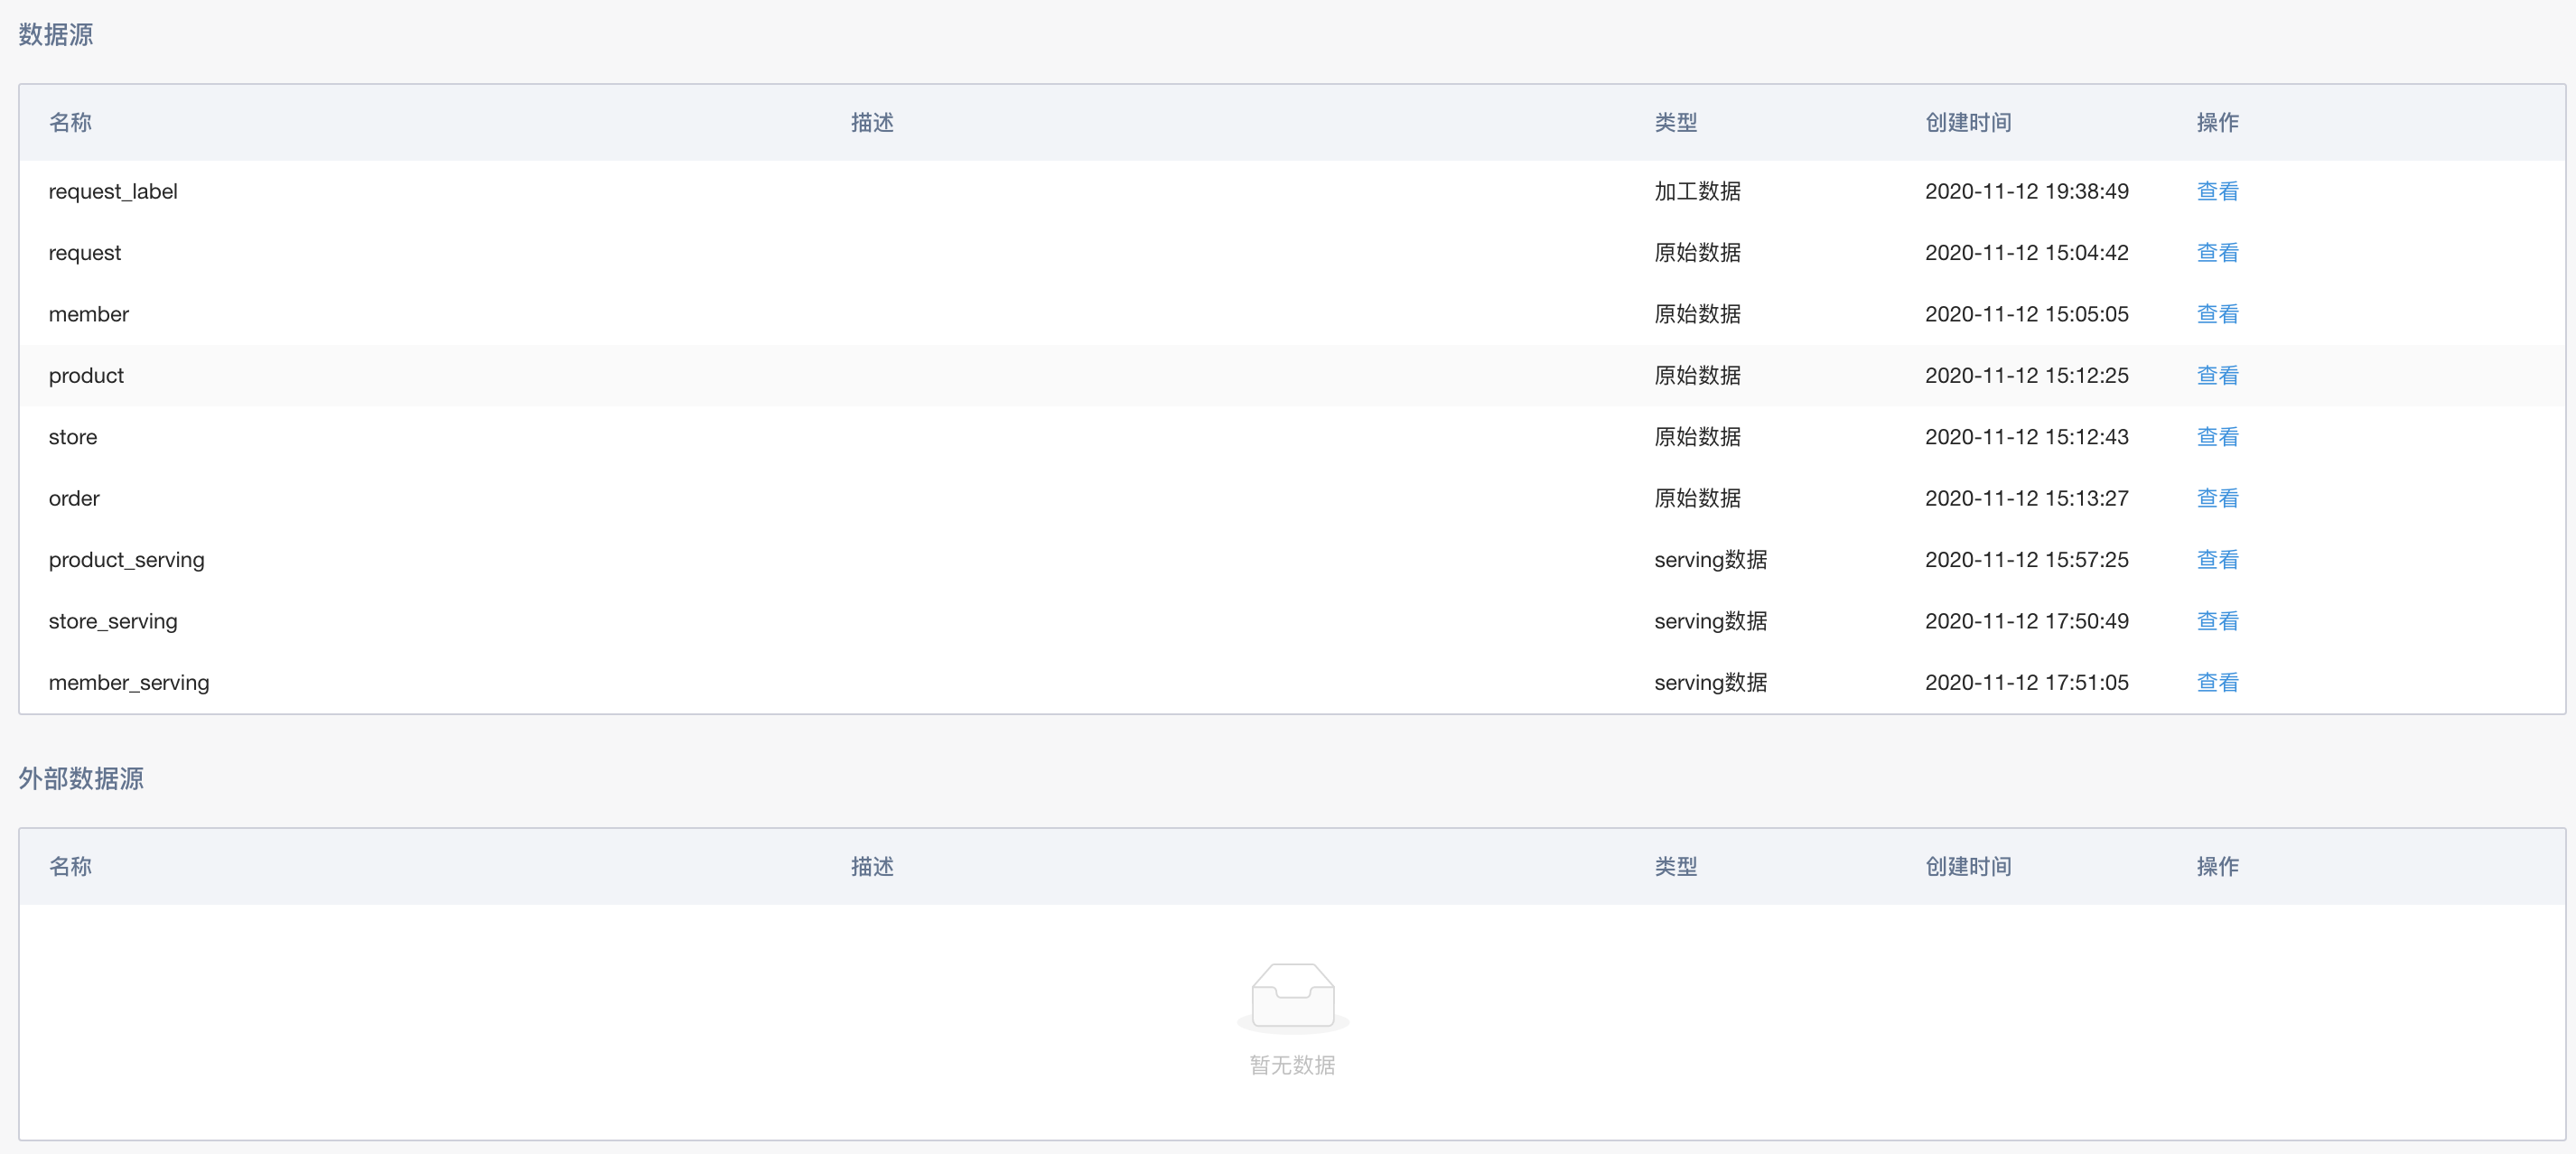 数据源
名称 描述 类型 创建时间 操作
request_label 加工数据 2020-11-12 19:38:49 查看
request 原始数据 2020-11-12 15:04:42 查看
member 原始数据 2020-11-12 15:05:05 查看
product 原始数据 2020-11-12 15:12:25 查看
store 原始数据 2020-11-12 15:12:43 查看
order 原始数据 2020-11-12 15:13:27 查看
product_serving serving数据 2020-11-12 15:57:25 查看
store_serving serving数据 2020-11-12 17:50:49 查看
member_serving serving数据 2020-11-12 17:51:05 查看
外部数据源
名称 描述 类型 创建时间 操作
暂无数据